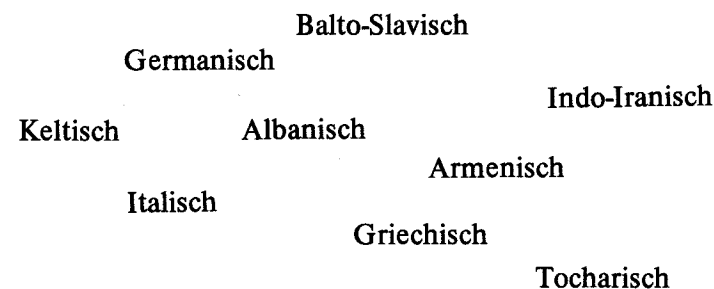 Balto-Slavisch
Germanisch
Indo-Iranisch
Keltisch Albanisch
Armenisch
Italisch
Griechisch
Tocharisch